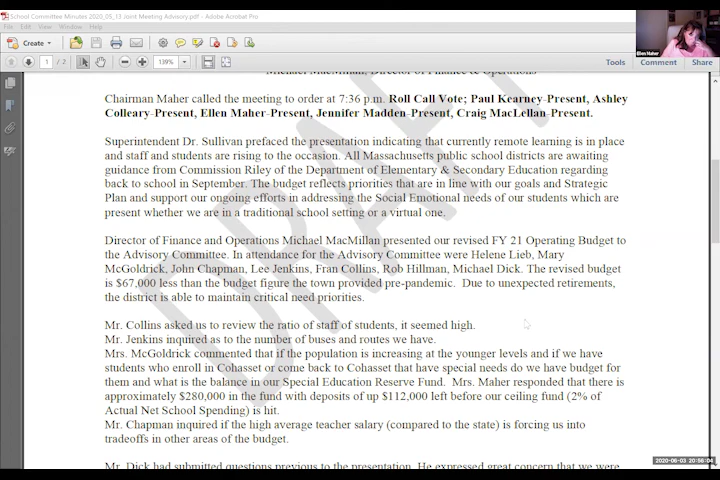 School Committee Minutes 2020_05_13 Joint Meeting Advisory.pdf - Adobe Acrobat Pro
File Edit View Window Help
Create
1 / 2
139%
Tools Comment Share
Ellen Maher
Michael MacMillan, Director of Finance & Operations
Chairman Maher called the meeting to order at 7:36 p.m. Roll Call Vote; Paul Kearney-Present, Ashley
Colleary-Present, Ellen Maher-Present, Jennifer Madden-Present, Craig MacLellan-Present.
Superintendent Dr. Sullivan prefaced the presentation indicating that currently remote learning is in place
and staff and students are rising to the occasion. All Massachusetts public school districts are awaiting
guidance from Commission Riley of the Department of Elementary & Secondary Education regarding
back to school in September. The budget reflects priorities that are in line with our goals and Strategic
Plan and support our ongoing efforts in addressing the Social Emotional needs of our students which are
present whether we are in a traditional school setting or a virtual one.
Director of Finance and Operations Michael MacMillan presented our revised FY 21 Operating Budget to
the Advisory Committee. In attendance for the Advisory Committee were Helene Lieb, Mary
McGoldrick, John Chapman, Lee Jenkins, Fran Collins, Rob Hillman, Michael Dick. The revised budget
is $67,000 less than the budget figure the town provided pre-pandemic. Due to unexpected retirements,
the district is able to maintain critical need priorities.
Mr. Collins asked us to review the ratio of staff of students, it seemed high.
Mr. Jenkins inquired as to the number of buses and routes we have.
Mrs. McGoldrick commented that if the population is increasing at the younger levels and if we have
students who enroll in Cohasset or come back to Cohasset that have special needs do we have budget for
them and what is the balance in our Special Education Reserve Fund. Mrs. Maher responded that there is
approximately $280,000 in the fund with deposits of up $112,000 left before our ceiling fund (2% of
Actual Net School Spending) is hit.
Mr. Chapman inquired if the high average teacher salary (compared to the state) is forcing us into
tradeoffs in other areas of the budget.
2020-06-03 20:56:04
Mr. Dick had submitted questions previous to the presentation. He expressed great concern that we were
DRAFT